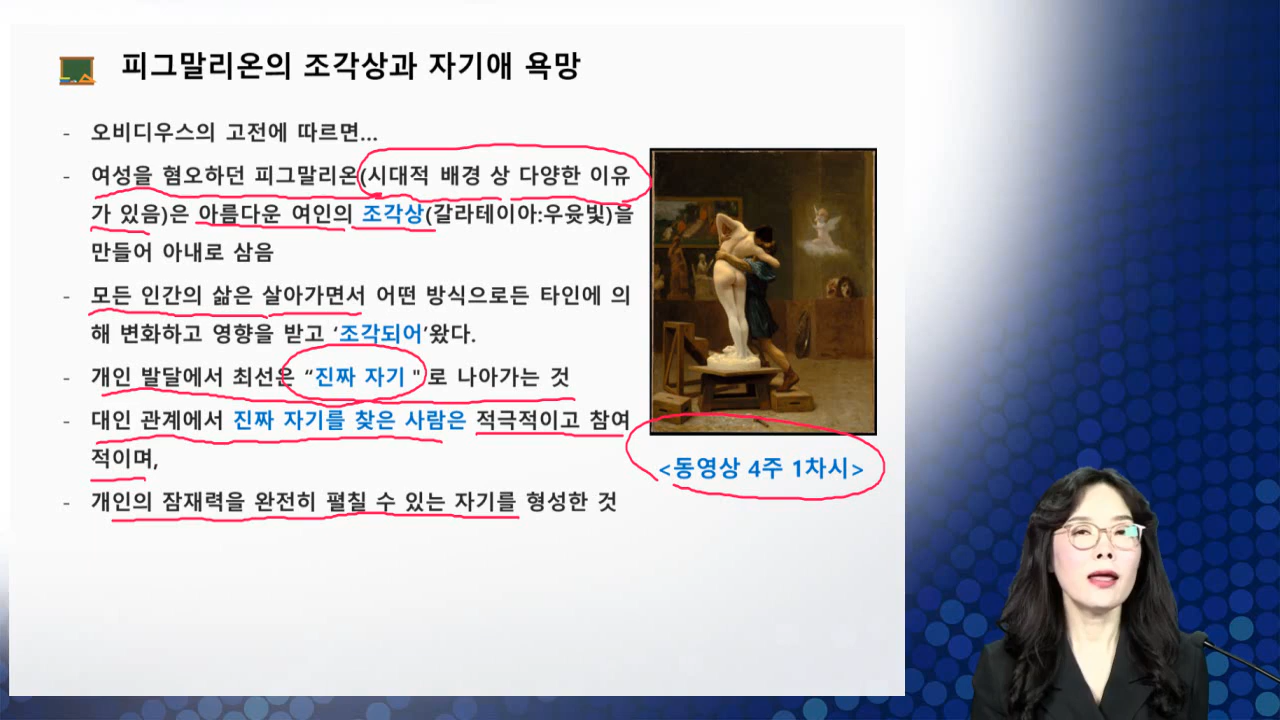 피그말리온의 조각상과 자기애 욕망
- 오비디우스의 고전에 따르면...
- 여성을 혐오하던 피그말리온(시대적 배경 상 다양한 이유
가 있음)은 아름다운 여인의 조각상(갈라테이아:우윳빛)을
만들어 아내로 삼음
- 모든 인간의 삶은 살아가면서 어떤 방식으로든 타인에 의
해 변화하고 영향을 받고 ‘조각되어’왔다.
- 개인 발달에서 최선은 “진짜 자기 "로 나아가는 것
- 대인 관계에서 진짜 자기를 찾은 사람은 적극적이고 참여
적이며,
- 개인의 잠재력을 완전히 펼칠 수 있는 자기를 형성한 것
<동영상 4주 1차시>